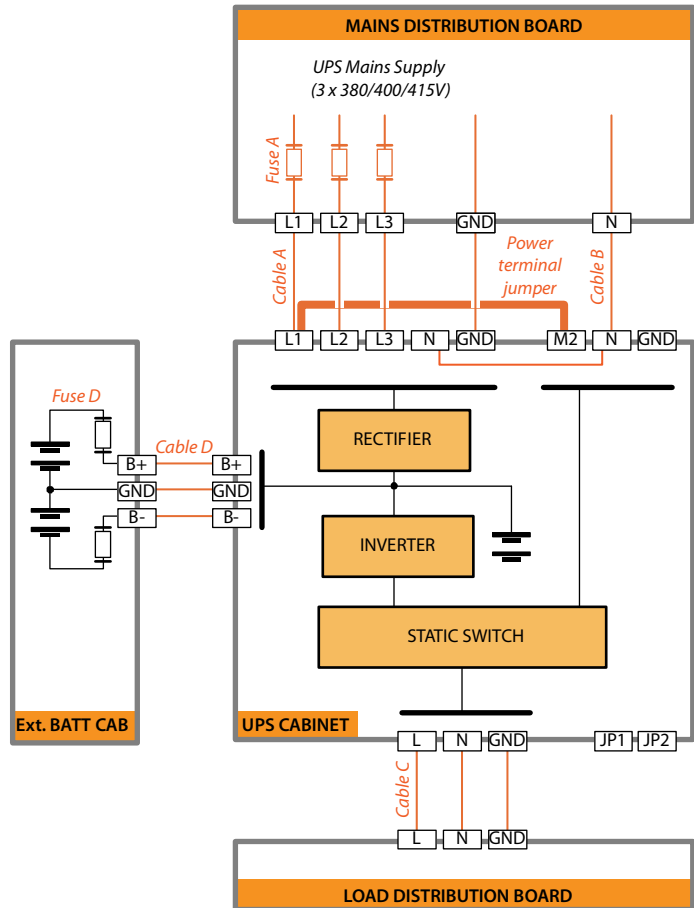 MAINS DISTRIBUTION BOARD
UPS Mains Supply
(3 x 380/400/415V)
Fuse A
L1 L2 L3 GND N
Cable A
Power
terminal
jumper
Cable B
L1 L2 L3 N GND M2 N GND
Fuse D
RECTIFIER
Cable D
B+ B+
GND GND
B- B-
INVERTER
STATIC SWITCH
Ext. BATT CAB
UPS CABINET
L N GND JP1 JP2
Cable C
L N GND
LOAD DISTRIBUTION BOARD